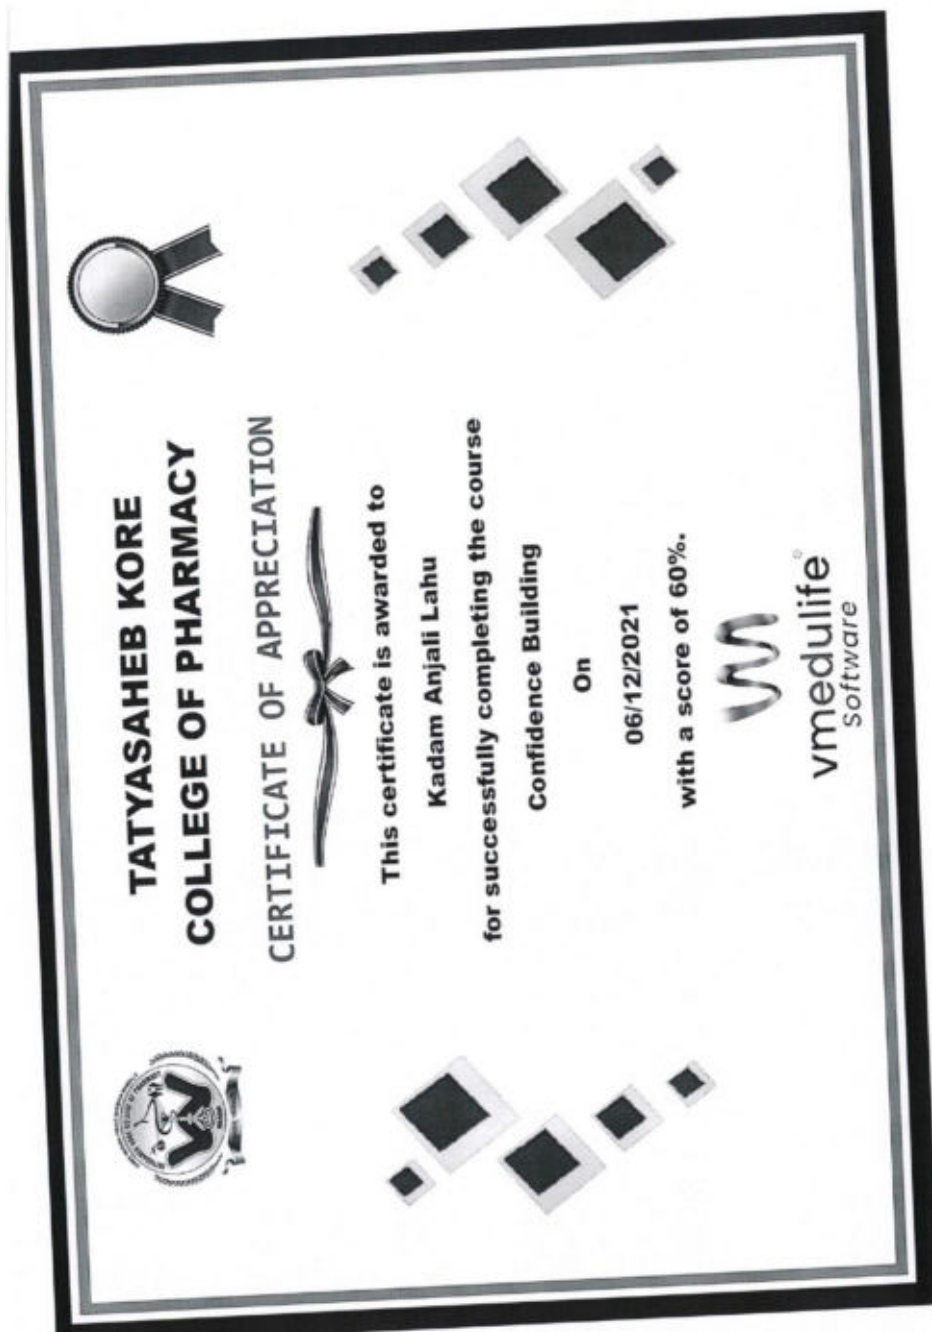 TATYASAHEB KORE
COLLEGE OF PHARMACY
CERTIFICATE OF APPRECIATION
This certificate is awarded to
Kadam Anjali Lahu
for successfully completing the course
Confidence Building
On
06/12/2021
with a score of 60%.
vmedulife®
Software